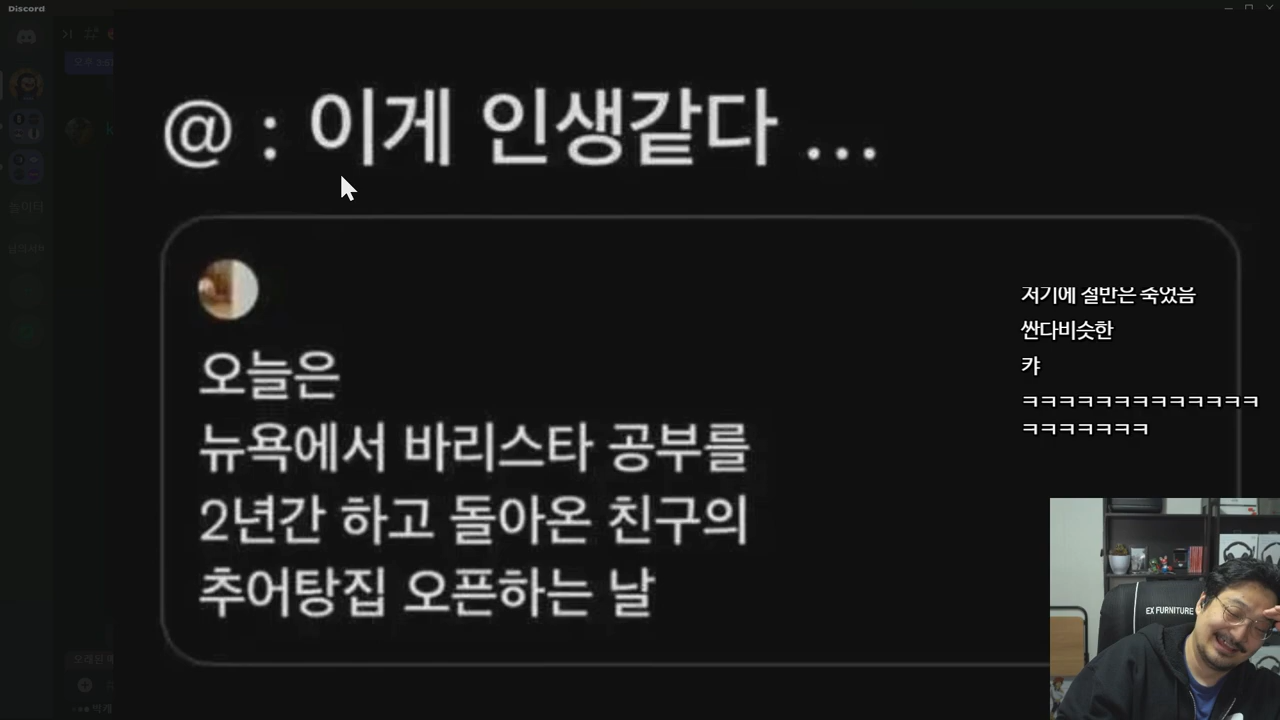 Discord
@ : 이게 인생같다 ...
오늘은
뉴욕에서 바리스타 공부를
2년간 하고 돌아온 친구의
추어탕집 오픈하는 날
저기에 절반은 죽었음
싼다비슷한
캬
ㅋㅋㅋㅋㅋㅋㅋㅋㅋㅋㅋㅋㅋ
ㅋㅋㅋㅋㅋㅋㅋ
EX FURNITURE